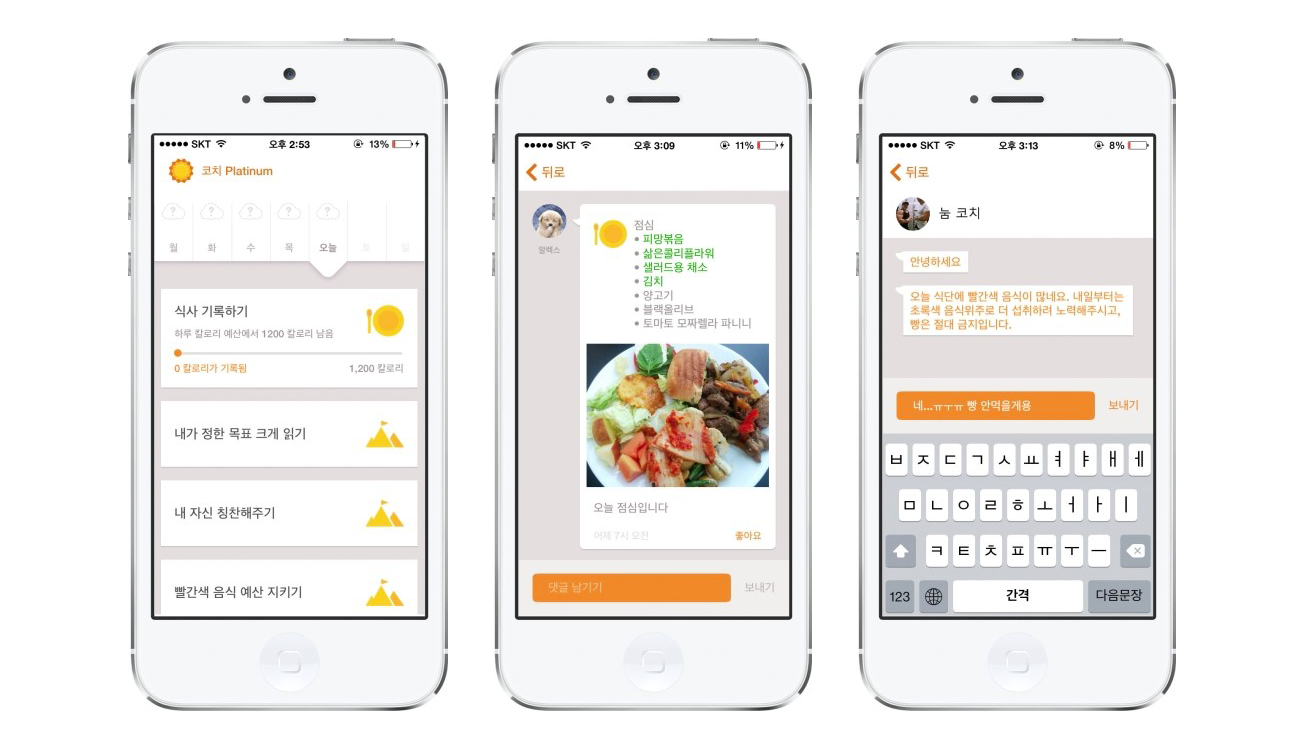 SKT 오후 2:53 13%
코치 Platinum
? ? ? ? ?
월 화 수 목 오늘 토 일
식사 기록하기
하루 칼로리 예산에서 1200 칼로리 남음
0 칼로리가 기록됨 1,200 칼로리
내가 정한 목표 크게 읽기
내 자신 칭찬해주기
빨간색 음식 예산 지키기
SKT 오후 3:09 11%
뒤로
알렉스
점심
• 피망볶음
• 삶은콜리플라워
• 샐러드용 채소
• 김치
• 양고기
• 블랙올리브
• 토마토 모짜렐라 파니니
오늘 점심입니다
어제 7시 오전 좋아요
댓글 남기기 보내기
SKT 오후 3:13 8%
뒤로
눔 코치
안녕하세요
오늘 식단에 빨간색 음식이 많네요. 내일부터는
초록색 음식위주로 더 섭취하려 노력해주시고,
빵은 절대 금지입니다.
네...ㅠㅜㅠ 빵 안먹을게용 보내기
ㅂ ㅈ ㄷ ㄱ ㅅ ㅛ ㅕ ㅑ ㅐ ㅔ
ㅁ ㄴ ㅇ ㄹ ㅎ ㅗ ㅓ ㅏ ㅣ
ㅋ ㅌ ㅊ ㅍ ㅠ ㅜ ㅡ
123 간격 다음문장